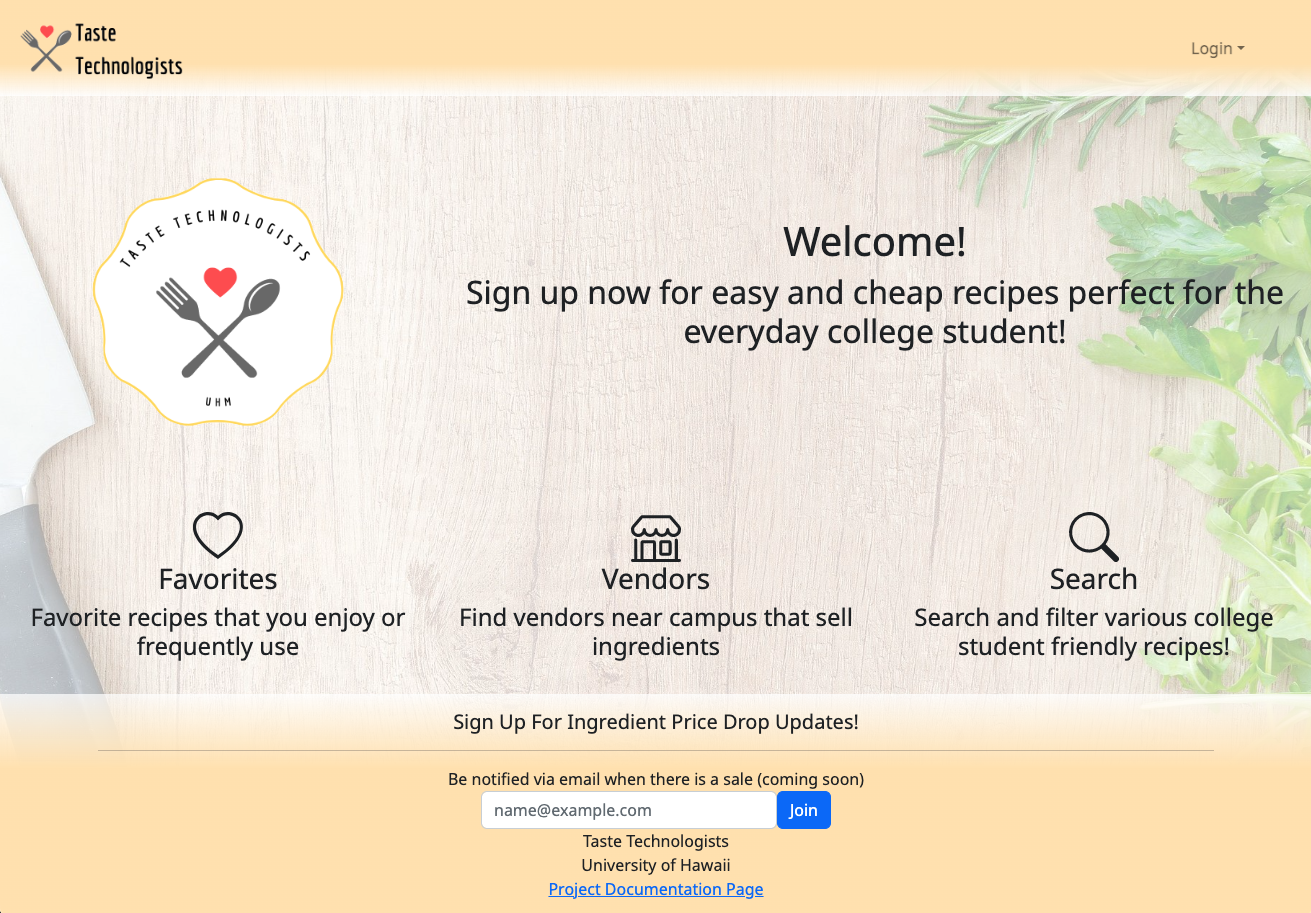 Taste
Technologists
Login
TASTE TECHNOLOGISTS
UHM
Welcome!
Sign up now for easy and cheap recipes perfect for the
everyday college student!
Favorites
Favorite recipes that you enjoy or
frequently use
Vendors
Find vendors near campus that sell
ingredients
Search
Search and filter various college
student friendly recipes!
Sign Up For Ingredient Price Drop Updates!
Be notified via email when there is a sale (coming soon)
name@example.com
Join
Taste Technologists
University of Hawaii
Project Documentation Page